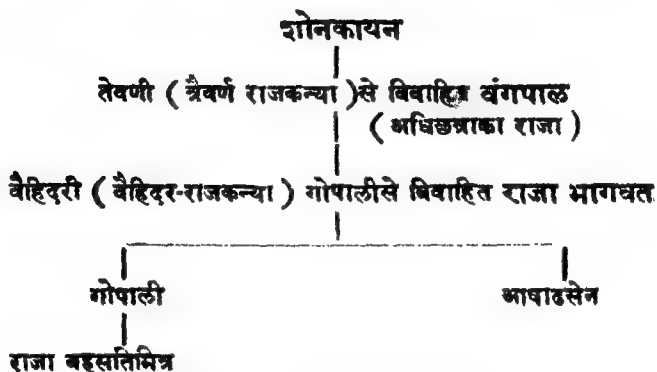 शोनकायन
तेवणी ( त्रैवर्ण राजकन्या )से विवाहित वंगपाल
( अधिछत्राका राजा )
वैहिदरी ( वैहिदर-राजकन्या ) गोपालीसे विवाहित राजा भागवत
गोपाली आषाढसेन
राजा बहसतिमित्र